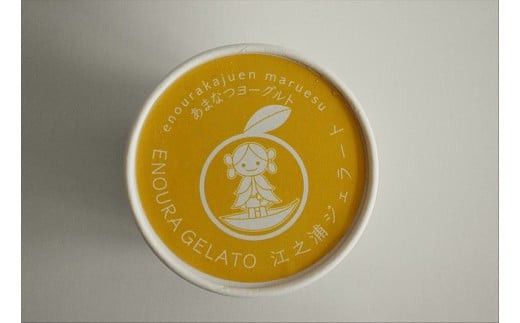 enourakajuen maruesu
あまなつヨーグルト
ENOURA GELATO 江之浦ジェラート